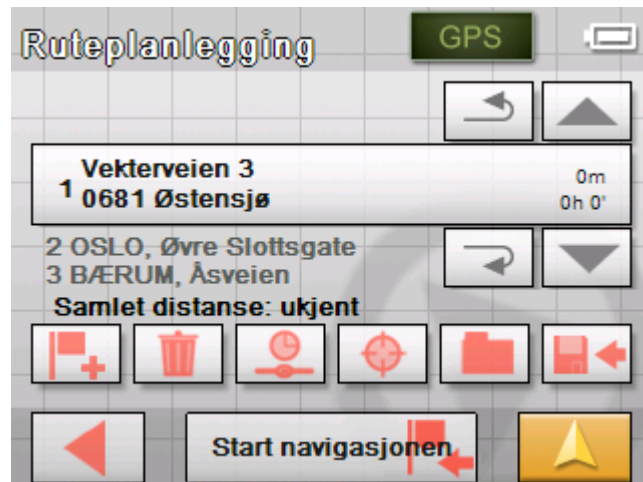 Ruteplanlegging
GPS
1 Vekterveien 3
0681 Østensjø
0m
0h 0'
2 OSLO, Øvre Slottsgate
3 BÆRUM, Åsveien
Samlet distanse: ukjent
Start navigasjonen